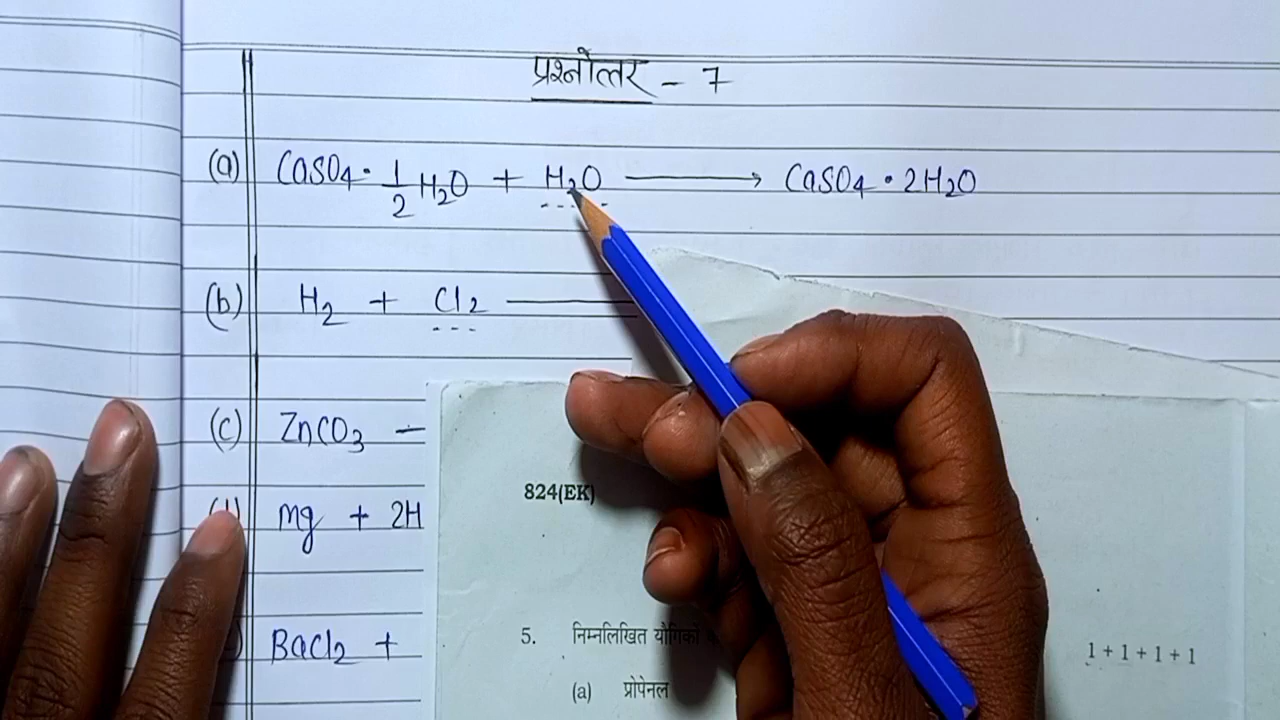 प्रश्नोत्तर - 7
(a) CaSO4 · 1/2 H2O + H2O ⟶ CaSO4 · 2H2O
(b) H2 + Cl2
(c) ZnCO3
Mg + 2H
BaCl2 +
824(EK)
5. निम्नलिखित यौगिकों 1 + 1 + 1 + 1
(a) प्रोपेनल